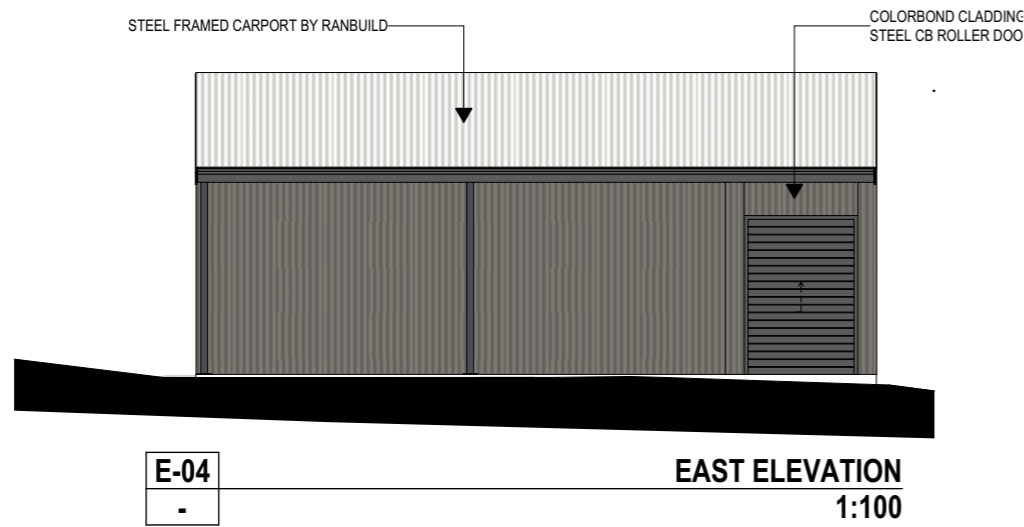 STEEL FRAMED CARPORT BY RANBUILD
COLORBOND CLADDING
STEEL CB ROLLER DOO
E-04
-
EAST ELEVATION
1:100